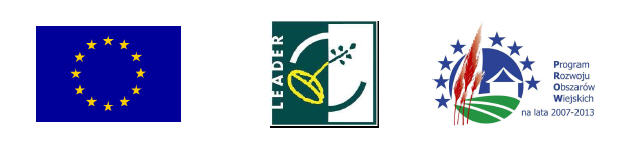 LEADER
Program
Rozwoju
Obszarów
Wiejskich
na lata 2007-2013